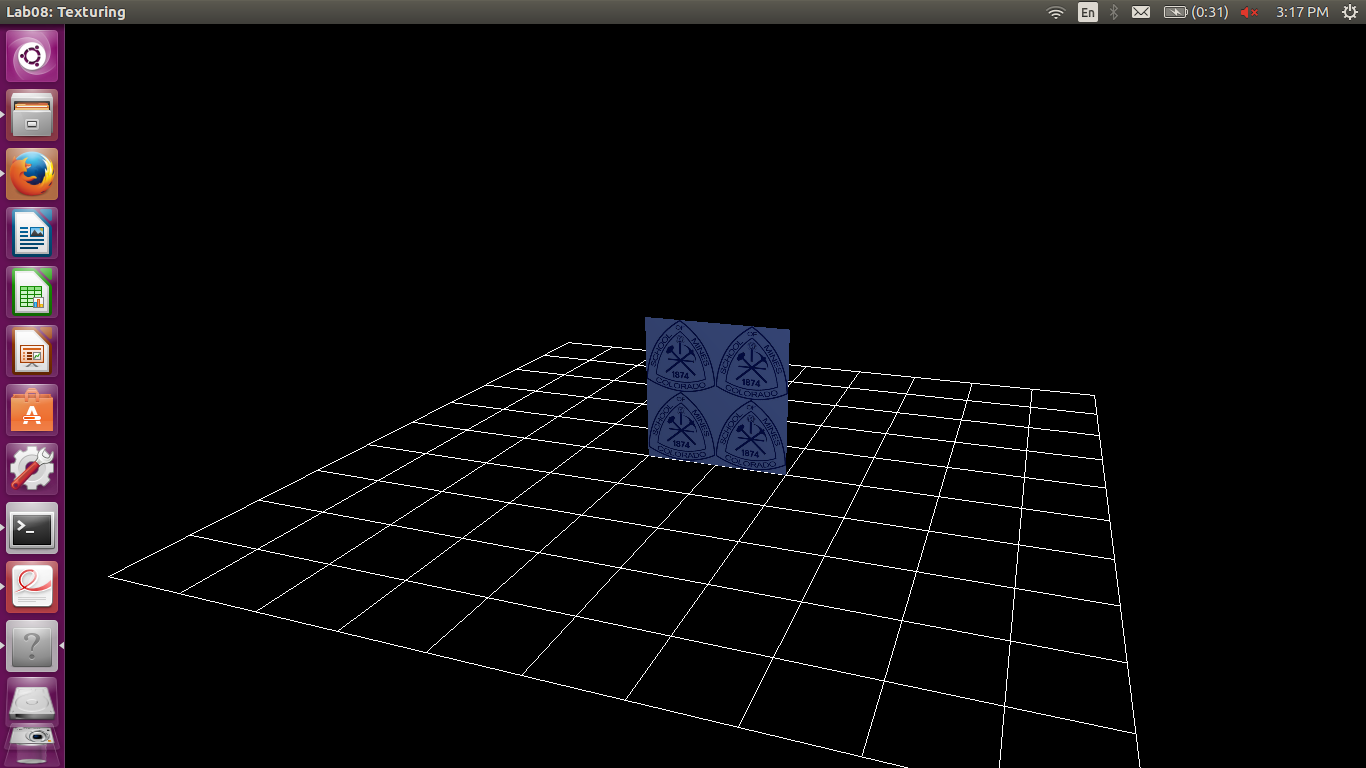 Lab08: Texturing
En
(0:31)
3:17 PM
SCHOOL OF MINES
1874
COLORADO
SCHOOL OF MINES
1874
COLORADO
SCHOOL OF MINES
1874
COLORADO
SCHOOL OF MINES
1874
COLORADO